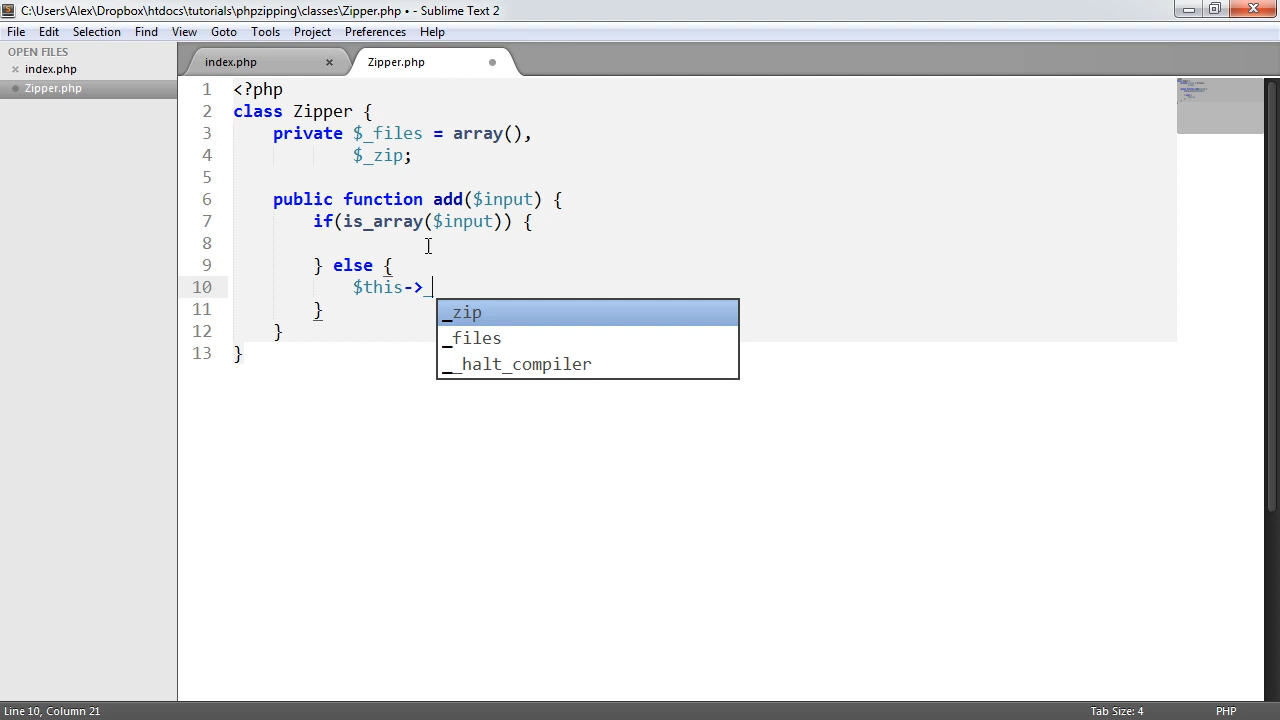 C:\Users\Alex\Dropbox\htdocs\tutorials\phpzipping\classes\Zipper.php • - Sublime Text 2
File Edit Selection Find View Goto Tools Project Preferences Help
OPEN FILES
index.php
Zipper.php
index.php Zipper.php
1 <?php
2 class Zipper {
3 private $_files = array(),
4 $_zip;
5
6 public function add($input) {
7 if(is_array($input)) {
8
9 } else {
10 $this->_
11 }
12 }
13 }
_zip
_files
__halt_compiler
Line 10, Column 21 Tab Size: 4 PHP